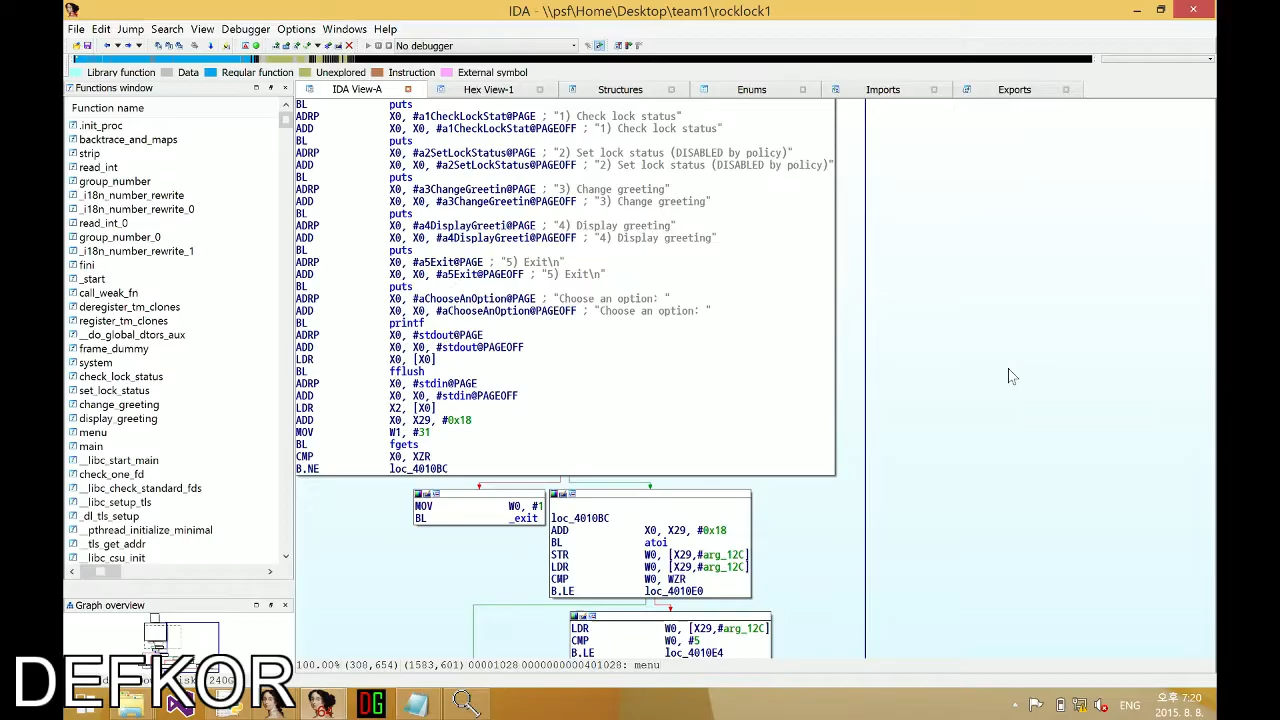 IDA - \\psf\Home\Desktop\team1\rocklock1
File Edit Jump Search View Debugger Options Windows Help
No debugger
Library function Data Regular function Unexplored Instruction External symbol
Functions window
IDA View-A Hex View-1 Structures Enums Imports Exports
Function name
.init_proc
backtrace_and_maps
strip
read_int
group_number
_i18n_number_rewrite
_i18n_number_rewrite_0
read_int_0
group_number_0
_i18n_number_rewrite_1
fini
_start
call_weak_fn
deregister_tm_clones
register_tm_clones
__do_global_dtors_aux
frame_dummy
system
check_lock_status
set_lock_status
change_greeting
display_greeting
menu
main
__libc_start_main
check_one_fd
__libc_check_standard_fds
__libc_setup_tls
_dl_tls_setup
__pthread_initialize_minimal
__tls_get_addr
__libc_csu_init
Graph overview
BL puts
ADRP X0, #a1CheckLockStat@PAGE ; "1) Check lock status"
ADD X0, X0, #a1CheckLockStat@PAGEOFF ; "1) Check lock status"
BL puts
ADRP X0, #a2SetLockStatus@PAGE ; "2) Set lock status (DISABLED by policy)"
ADD X0, X0, #a2SetLockStatus@PAGEOFF ; "2) Set lock status (DISABLED by policy)"
BL puts
ADRP X0, #a3ChangeGreetin@PAGE ; "3) Change greeting"
ADD X0, X0, #a3ChangeGreetin@PAGEOFF ; "3) Change greeting"
BL puts
ADRP X0, #a4DisplayGreeti@PAGE ; "4) Display greeting"
ADD X0, X0, #a4DisplayGreeti@PAGEOFF ; "4) Display greeting"
BL puts
ADRP X0, #a5Exit@PAGE ; "5) Exit\n"
ADD X0, X0, #a5Exit@PAGEOFF ; "5) Exit\n"
BL puts
ADRP X0, #aChooseAnOption@PAGE ; "Choose an option: "
ADD X0, X0, #aChooseAnOption@PAGEOFF ; "Choose an option: "
BL printf
ADRP X0, #stdout@PAGE
ADD X0, X0, #stdout@PAGEOFF
LDR X0, [X0]
BL fflush
ADRP X0, #stdin@PAGE
ADD X0, X0, #stdin@PAGEOFF
LDR X2, [X0]
ADD X0, X29, #0x18
MOV W1, #31
BL fgets
CMP X0, XZR
B.NE loc_4010BC
MOV W0, #1
BL _exit
loc_4010BC
ADD X0, X29, #0x18
BL atoi
STR W0, [X29,#arg_12C]
LDR W0, [X29,#arg_12C]
CMP W0, WZR
B.LE loc_4010E0
LDR W0, [X29,#arg_12C]
CMP W0, #5
B.LE loc_4010E4
100.00% (308,654) (1583,601) 00001028 0000000000401028: menu
DEFKOR
DG
ENG
오후 7:20
2015. 8. 8.